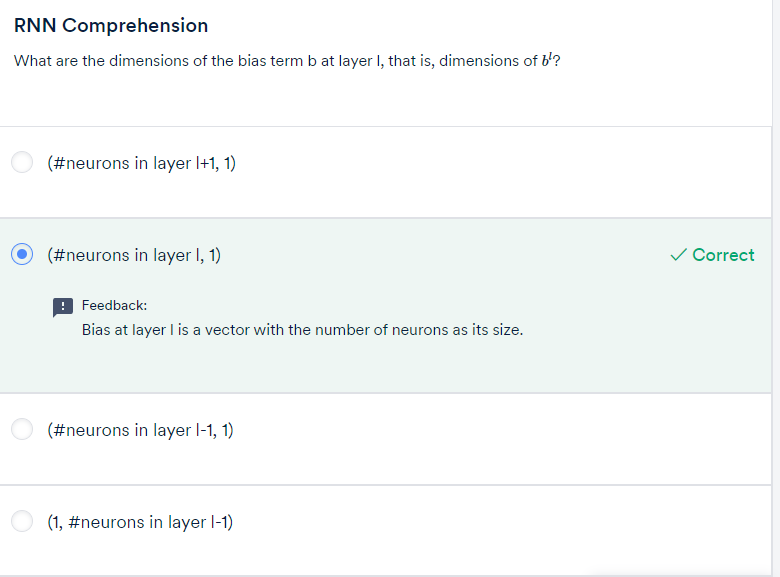 RNN Comprehension
What are the dimensions of the bias term b at layer l, that is, dimensions of bˡ?
(#neurons in layer l+1, 1)
(#neurons in layer l, 1)
✓ Correct
! Feedback:
Bias at layer l is a vector with the number of neurons as its size.
(#neurons in layer l-1, 1)
(1, #neurons in layer l-1)